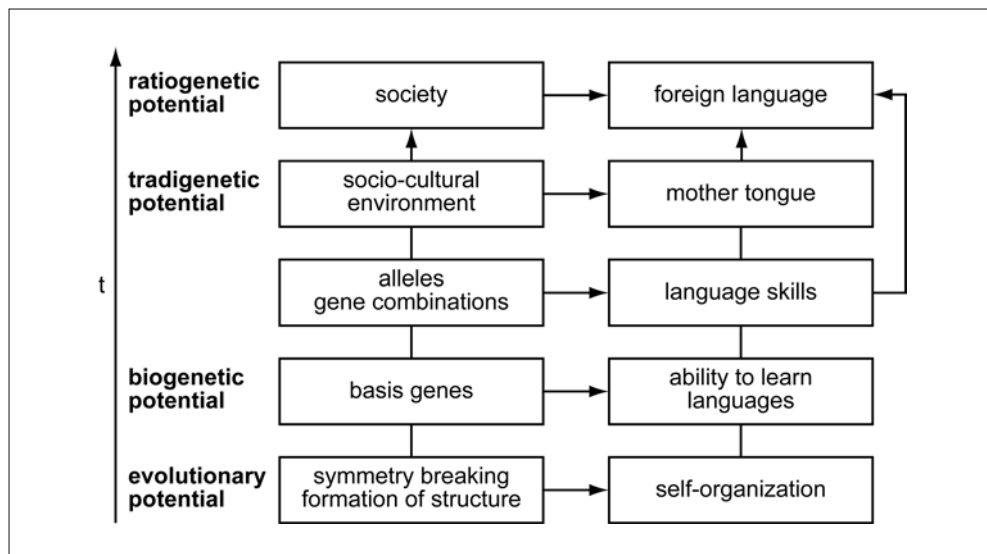 ratiogenetic
potential
society
foreign language
tradigenetic
potential
socio-cultural
environment
mother tongue
t
alleles
gene combinations
language skills
biogenetic
potential
basis genes
ability to learn
languages
evolutionary
potential
symmetry breaking
formation of structure
self-organization